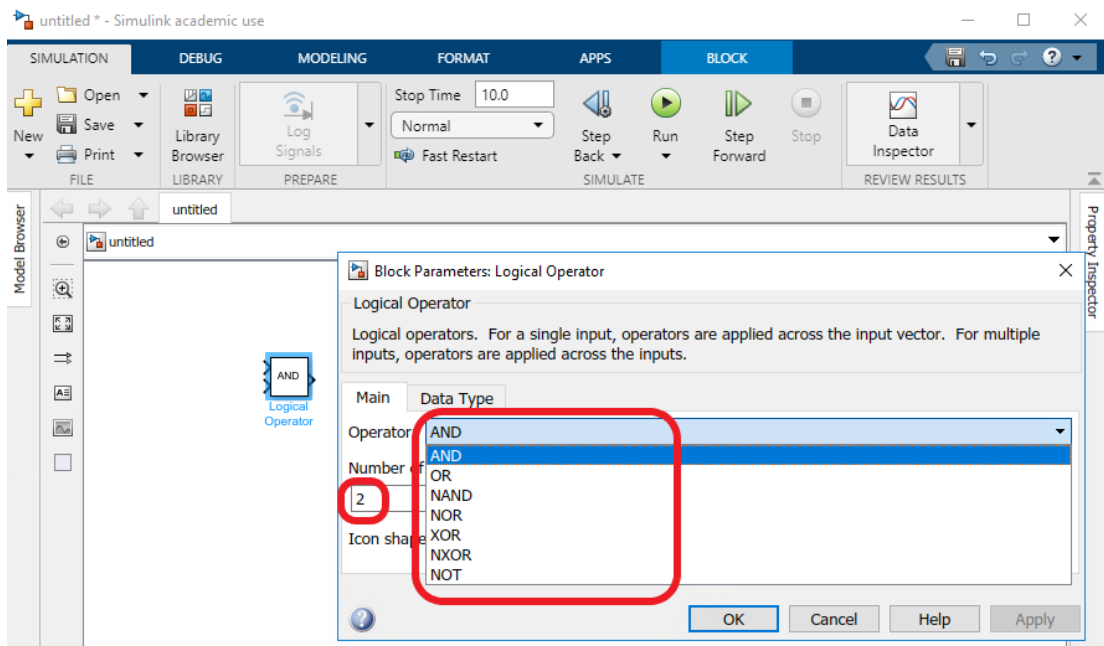 untitled * - Simulink academic use
SIMULATION DEBUG MODELING FORMAT APPS BLOCK
New
Open
Save
Print
FILE
Library
Browser
LIBRARY
Log
Signals
PREPARE
Stop Time 10.0
Normal
Fast Restart
Step
Back
Run
Step
Forward
Stop
SIMULATE
Data
Inspector
REVIEW RESULTS
Model Browser
untitled
untitled
Property Inspector
AND
Logical
Operator
Block Parameters: Logical Operator
Logical Operator
Logical operators. For a single input, operators are applied across the input vector. For multiple
inputs, operators are applied across the inputs.
Main Data Type
Operator AND
AND
Number of
OR
2
NAND
NOR
Icon shape
XOR
NXOR
NOT
OK Cancel Help Apply